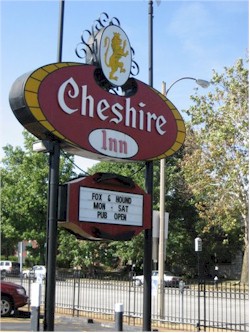 Cheshire
Inn
FOX & HOUND
MON - SAT
PUB OPEN